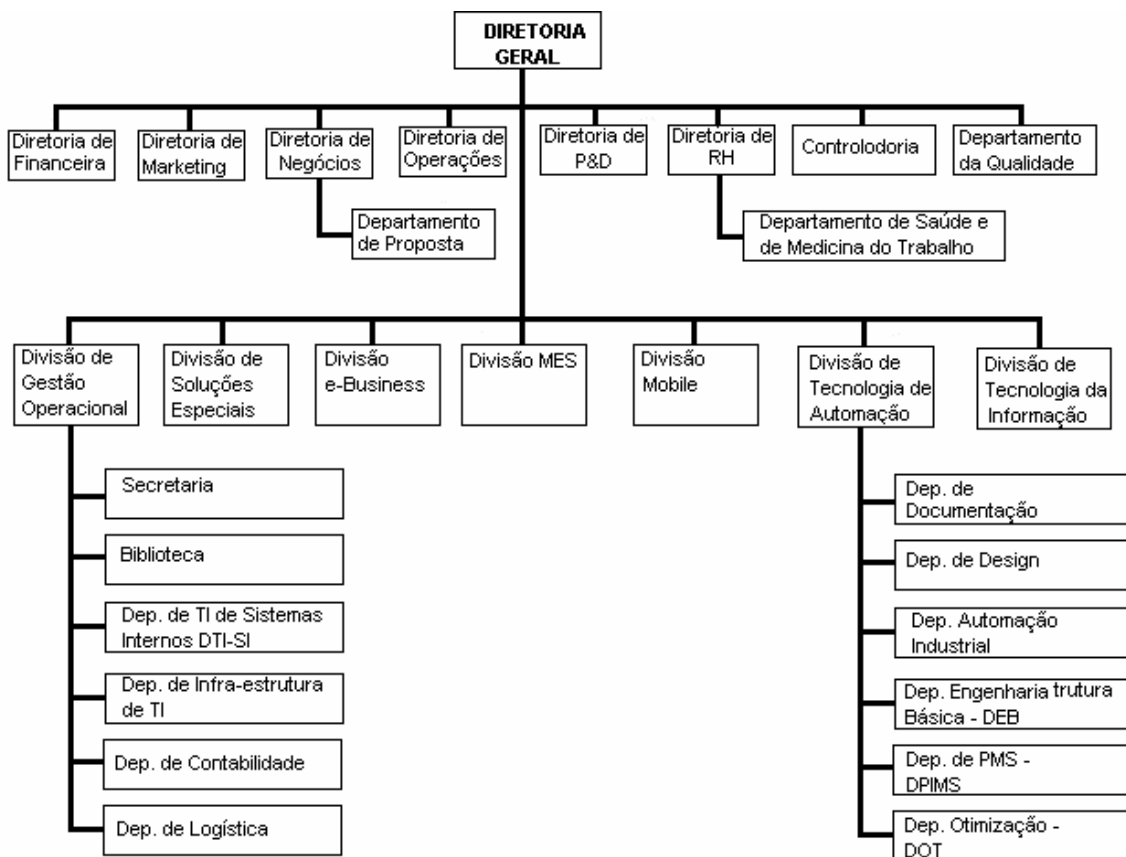 DIRETORIA
GERAL
Diretoria de
Financeira
Diretoria de
Marketing
Diretoria de
Negócios
Diretoria de
Operações
Diretoria de
P&D
Diretoria de
RH
Controlodoria
Departamento
da Qualidade
Departamento
de Proposta
Departamento de Saúde e
de Medicina do Trabalho
Divisão de
Gestão
Operacional
Divisão de
Soluções
Especiais
Divisão
e-Business
Divisão MES
Divisão
Mobile
Divisão de
Tecnologia de
Automação
Divisão de
Tecnologia da
Informação
Secretaria
Biblioteca
Dep. de TI de Sistemas
Internos DTI-SI
Dep. de Infra-estrutura
de TI
Dep. de Contabilidade
Dep. de Logística
Dep. de
Documentação
Dep. de Design
Dep. Automação
Industrial
Dep. Engenharia trutura
Básica - DEB
Dep. de PMS -
DPIMS
Dep. Otimização -
DOT